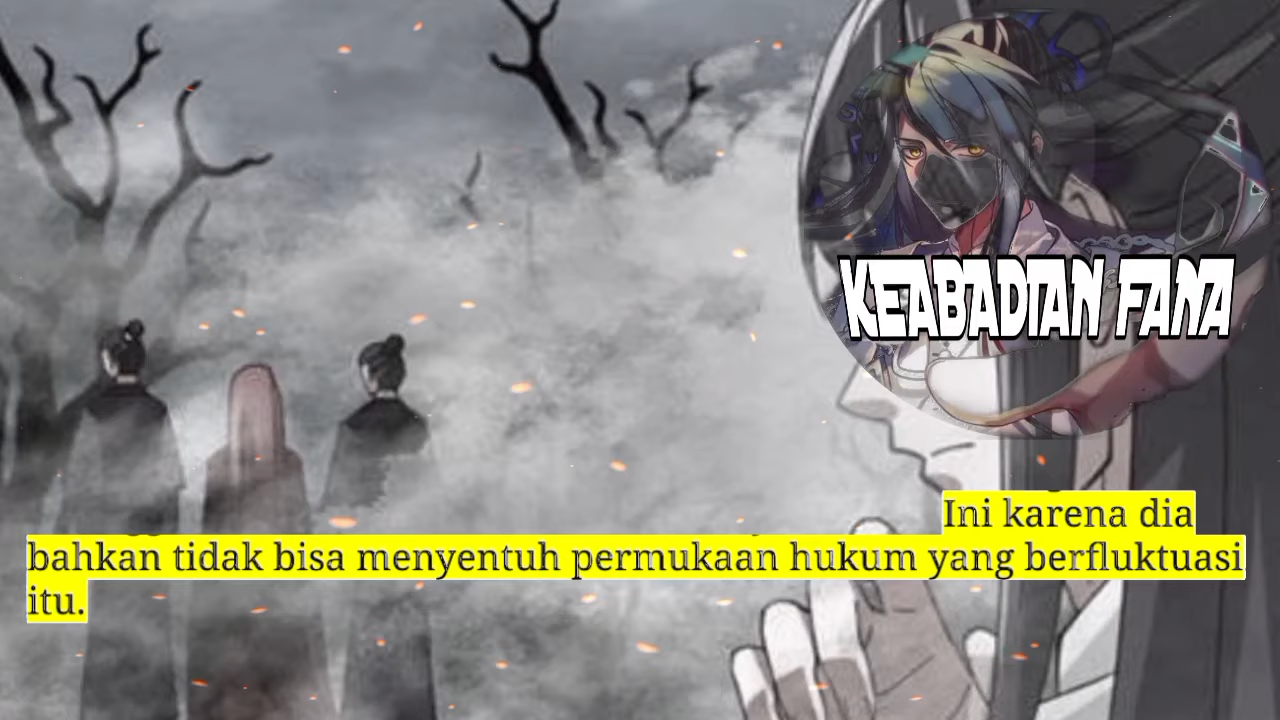 KEABADIAN FANA
Ini karena dia
bahkan tidak bisa menyentuh permukaan hukum yang berfluktuasi
itu.